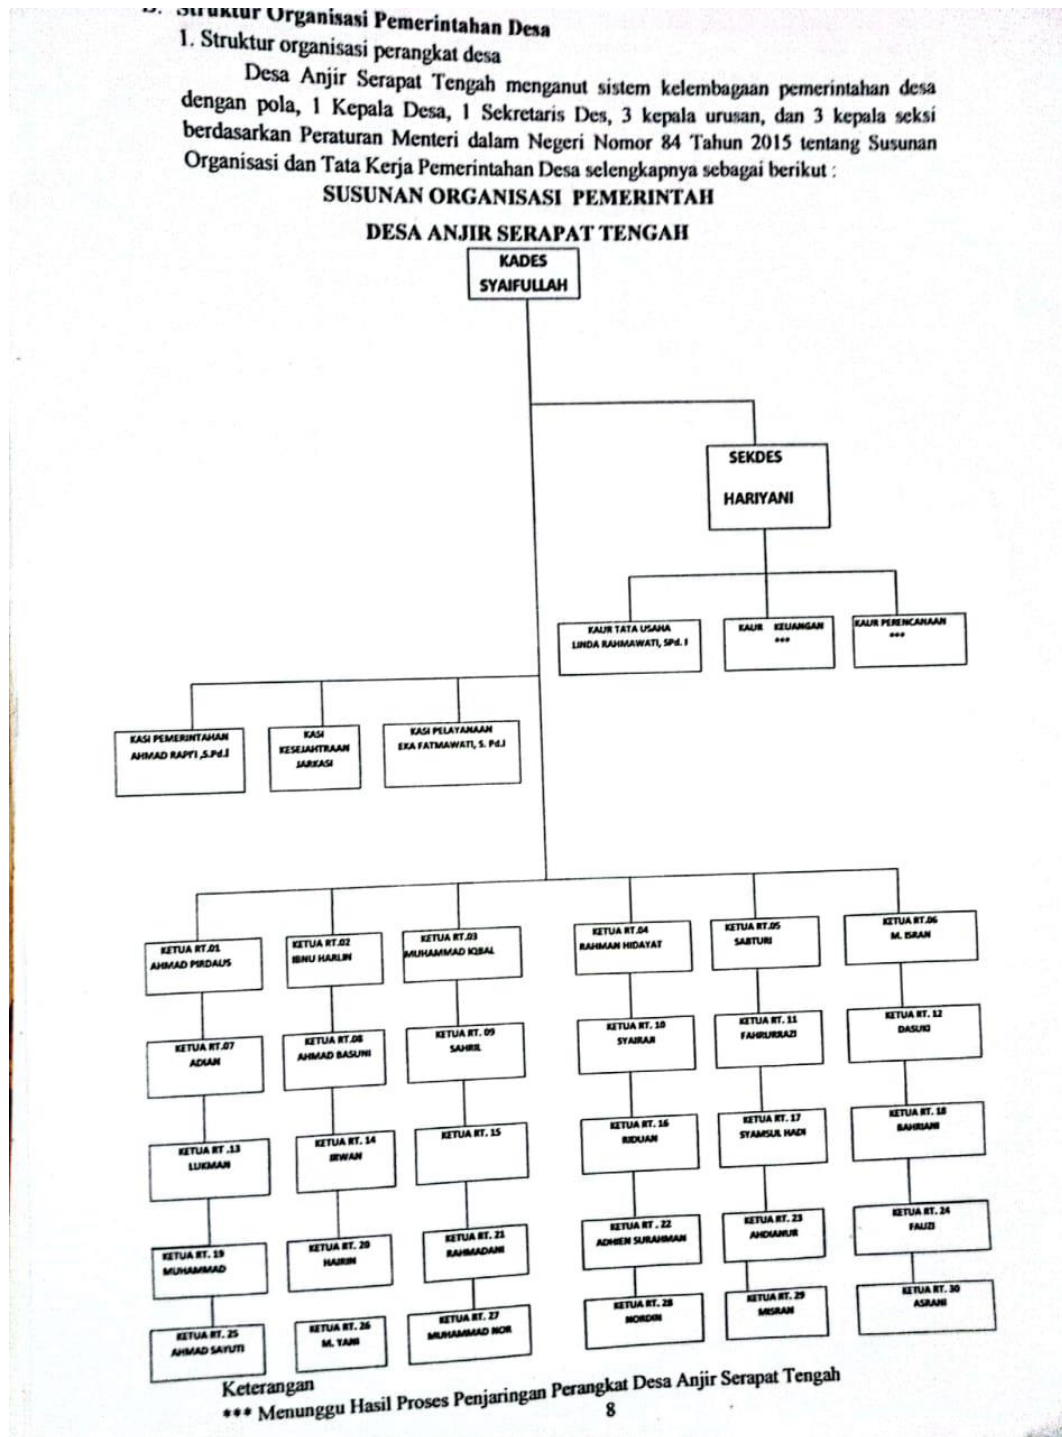 Struktur Organisasi Pemerintahan Desa
1. Struktur organisasi perangkat desa
Desa Anjir Serapat Tengah menganut sistem kelembagaan pemerintahan desa
dengan pola, 1 Kepala Desa, 1 Sekretaris Des, 3 kepala urusan, dan 3 kepala seksi
berdasarkan Peraturan Menteri dalam Negeri Nomor 84 Tahun 2015 tentang Susunan
Organisasi dan Tata Kerja Pemerintahan Desa selengkapnya sebagai berikut :
SUSUNAN ORGANISASI PEMERINTAH
DESA ANJIR SERAPAT TENGAH
KADES
SYAIFULLAH
SEKDES
HARIYANI
KAUR TATA USAHA
LINDA RAHMAWATI, SPd. I
KAUR KEUANGAN
***
KAUR PERENCANAAN
***
KASI PEMERINTAHAN
AHMAD RAPI'I ,S.Pd.I
KASI
KESEJAHTRAAN
JARKASI
KASI PELAYANAAN
EKA FATMAWATI, S. Pd.I
KETUA RT.01
AHMAD PIRDAUS
KETUA RT.02
IBNU HARLIN
KETUA RT.03
MUHAMMAD IQBAL
KETUA RT.04
RAHMAN HIDAYAT
KETUA RT.05
SABTURI
KETUA RT.06
M. ISRAN
KETUA RT.07
ADIAN
KETUA RT.08
AHMAD BASUNI
KETUA RT. 09
SAHRIL
KETUA RT. 10
SYAIRAJI
KETUA RT. 11
FAHRURRAZI
KETUA RT. 12
DASUKI
KETUA RT .13
LUKMAN
KETUA RT. 14
IRWAN
KETUA RT. 15
KETUA RT. 16
RIDUAN
KETUA RT. 17
SYAMSUL HADI
KETUA RT. 18
BAHRIANI
KETUA RT. 19
MUHAMMAD
KETUA RT. 20
HAIRIN
KETUA RT. 21
RAHMADANI
KETUA RT . 22
ADHIEN SURAHMAN
KETUA RT. 23
AHDIANUR
KETUA RT. 24
FAUZI
KETUA RT. 25
AHMAD SAYUTI
KETUA RT. 26
M. YANI
KETUA RT. 27
MUHAMMAD NOR
KETUA RT. 28
NORDIN
KETUA RT. 29
MISRAN
KETUA RT. 30
ASRANI
Keterangan
*** Menunggu Hasil Proses Penjaringan Perangkat Desa Anjir Serapat Tengah
8